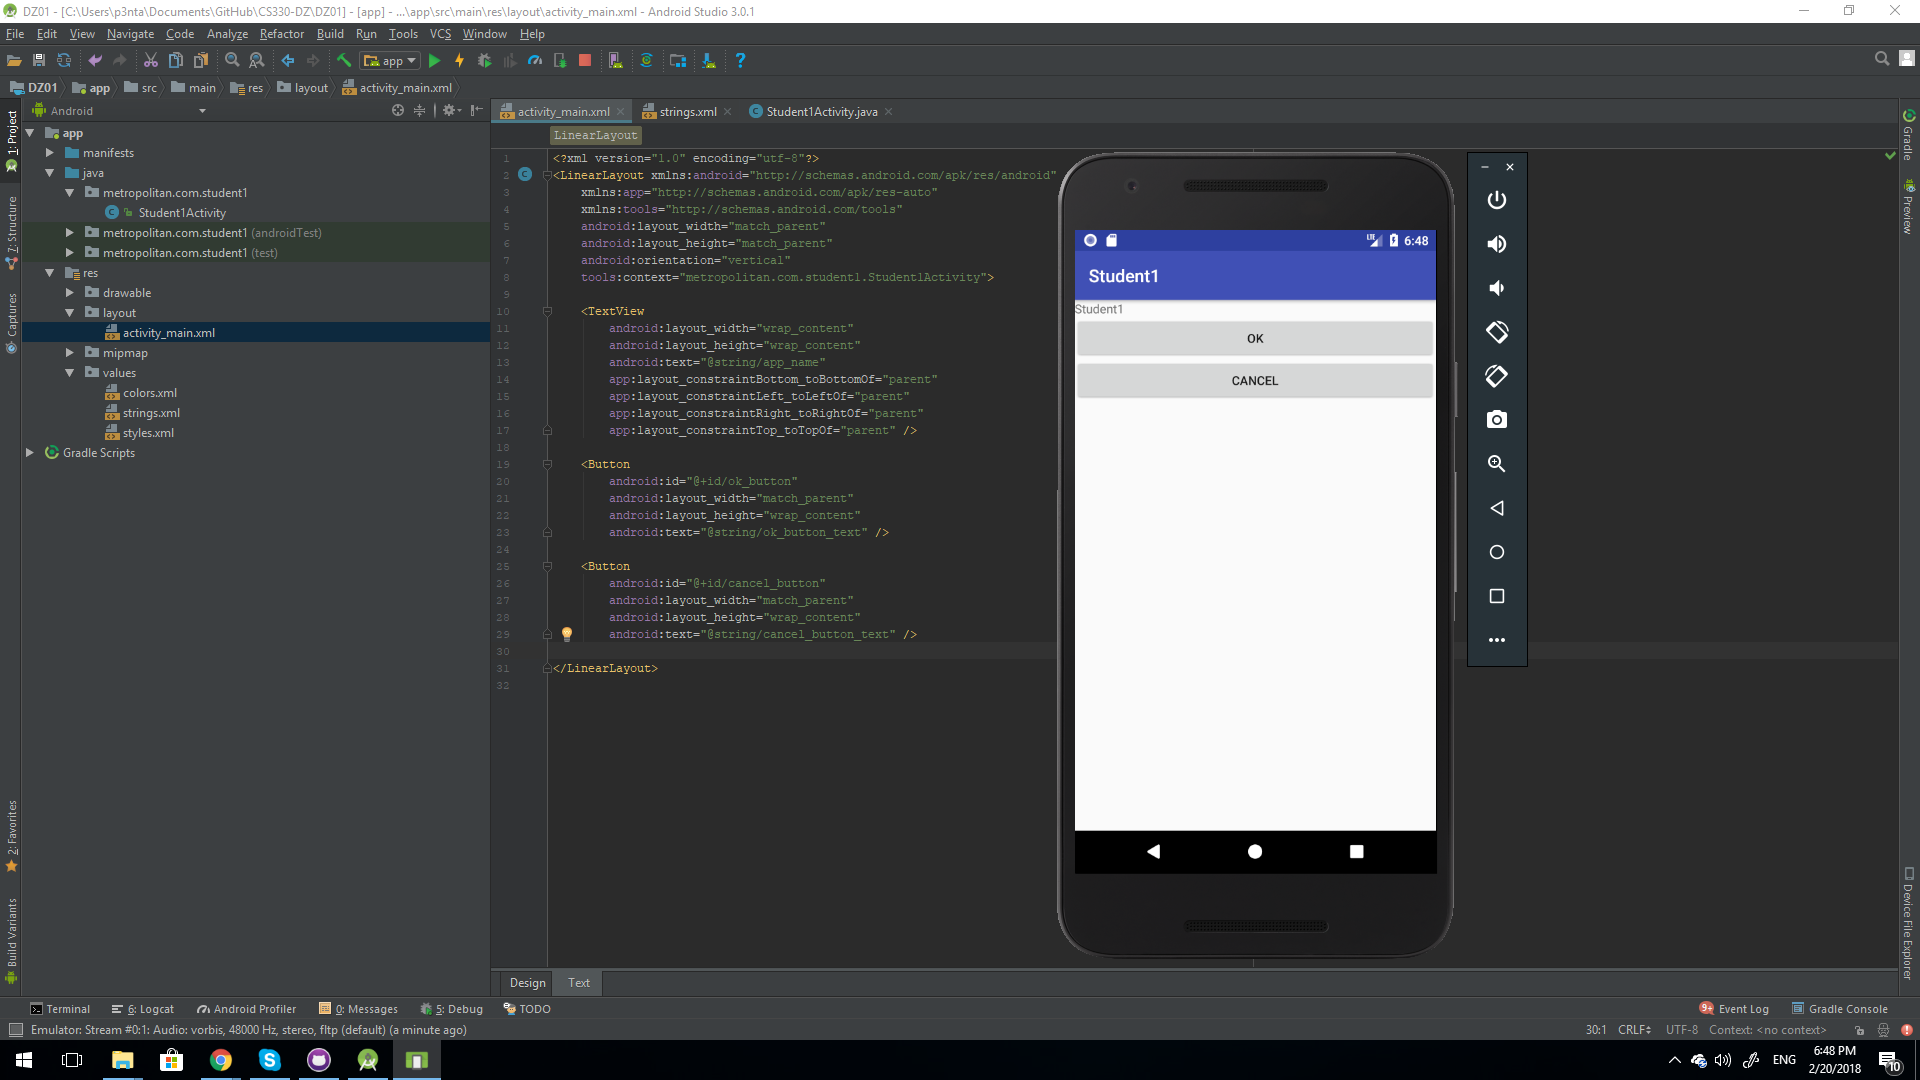 DZ01 - [C:\Users\p3nta\Documents\GitHub\CS330-DZ\DZ01] - [app] - ...\app\src\main\res\layout\activity_main.xml - Android Studio 3.0.1
File Edit View Navigate Code Analyze Refactor Build Run Tools VCS Window Help
app
DZ01 app src main res layout activity_main.xml
Android
activity_main.xml strings.xml Student1Activity.java
LinearLayout
1: Project
7: Structure
Captures
2: Favorites
Build Variants
app
manifests
java
metropolitan.com.student1
Student1Activity
metropolitan.com.student1 (androidTest)
metropolitan.com.student1 (test)
res
drawable
layout
activity_main.xml
mipmap
values
colors.xml
strings.xml
styles.xml
Gradle Scripts
1 <?xml version="1.0" encoding="utf-8"?>
2 <LinearLayout xmlns:android="http://schemas.android.com/apk/res/android"
3 xmlns:app="http://schemas.android.com/apk/res-auto"
4 xmlns:tools="http://schemas.android.com/tools"
5 android:layout_width="match_parent"
6 android:layout_height="match_parent"
7 android:orientation="vertical"
8 tools:context="metropolitan.com.student1.Student1Activity">
9
10 <TextView
11 android:layout_width="wrap_content"
12 android:layout_height="wrap_content"
13 android:text="@string/app_name"
14 app:layout_constraintBottom_toBottomOf="parent"
15 app:layout_constraintLeft_toLeftOf="parent"
16 app:layout_constraintRight_toRightOf="parent"
17 app:layout_constraintTop_toTopOf="parent" />
18
19 <Button
20 android:id="@+id/ok_button"
21 android:layout_width="match_parent"
22 android:layout_height="wrap_content"
23 android:text="@string/ok_button_text" />
24
25 <Button
26 android:id="@+id/cancel_button"
27 android:layout_width="match_parent"
28 android:layout_height="wrap_content"
29 android:text="@string/cancel_button_text" />
30
31 </LinearLayout>
32
LTE 6:48
Student1
Student1
OK
CANCEL
Gradle
Preview
Device File Explorer
Design Text
Terminal 6: Logcat Android Profiler 0: Messages 5: Debug TODO 9+ Event Log Gradle Console
Emulator: Stream #0:1: Audio: vorbis, 48000 Hz, stereo, fltp (default) (a minute ago) 30:1 CRLF UTF-8 Context: <no context>
ENG 6:48 PM
2/20/2018
10